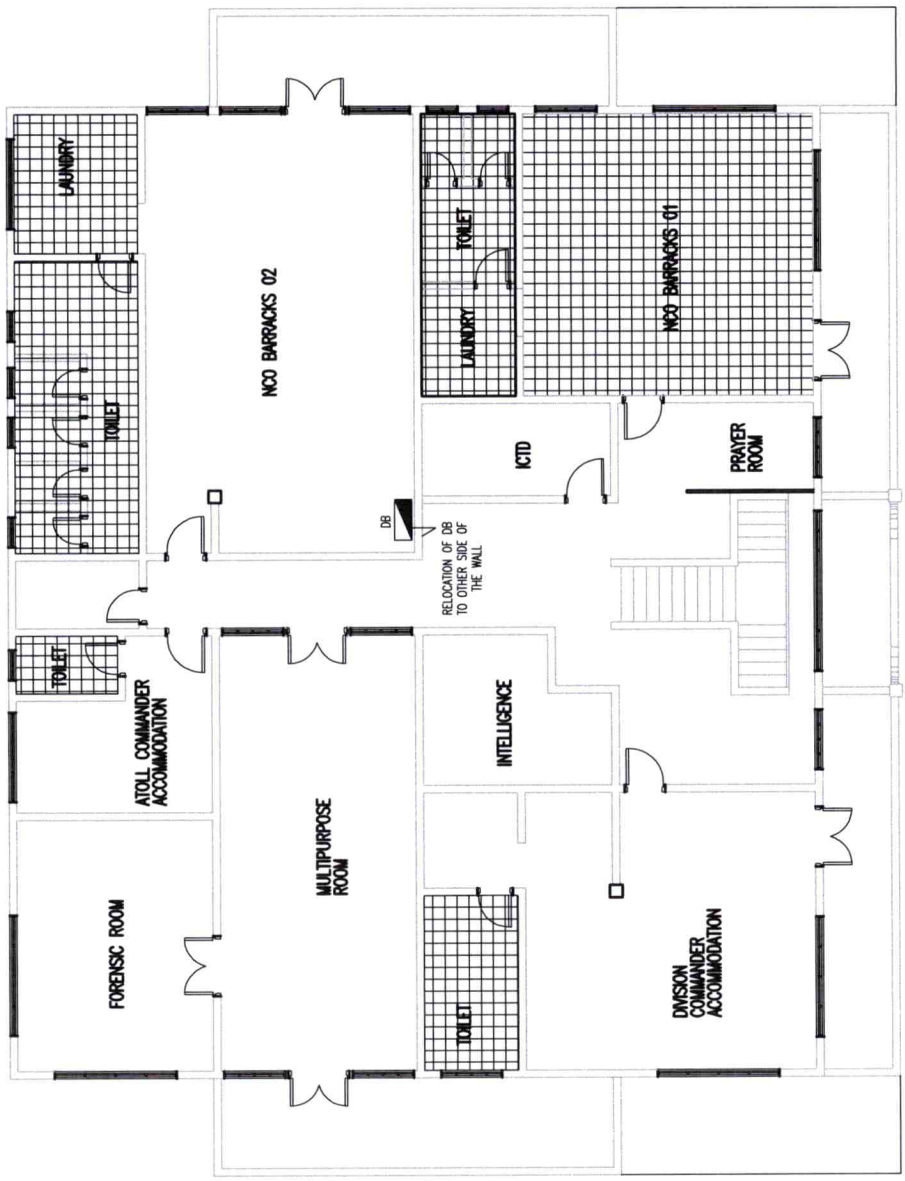 LAUNDRY
TOILET
TOILET
ATOLL COMMANDER
ACCOMMODATION
FORENSIC ROOM
NCO BARRACKS 02
MULTIPURPOSE
ROOM
DB
RELOCATION OF DB
TO OTHER SIDE OF
THE WALL
TOILET
LAUNDRY
ICTD
INTELLIGENCE
TOILET
NCO BARRACKS 01
PRAYER
ROOM
DIVISION
COMMANDER
ACCOMMODATION